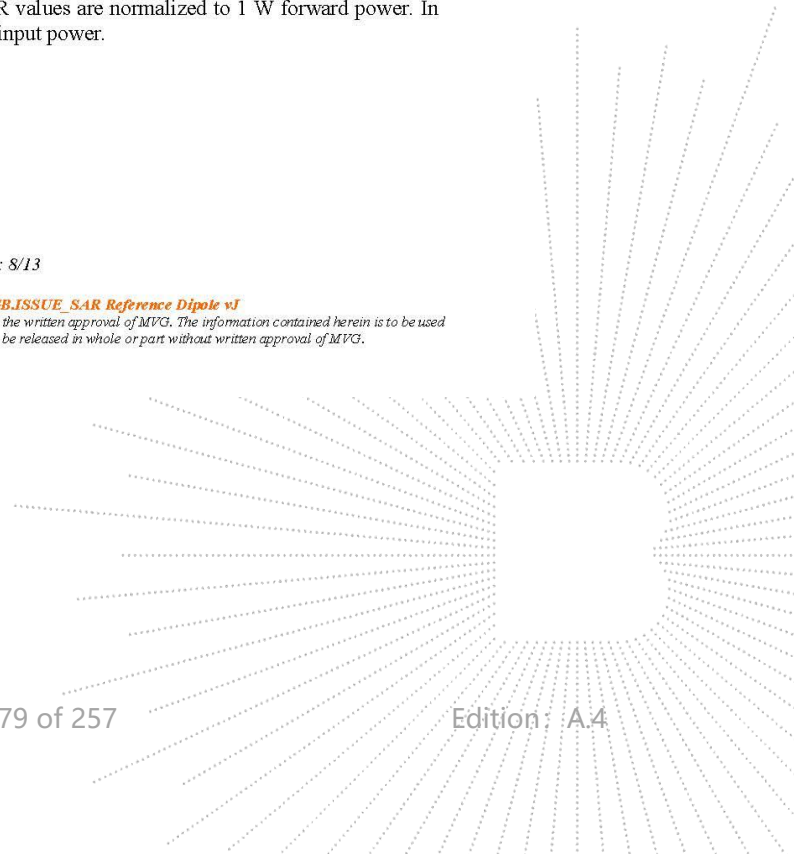 R values are normalized to 1 W forward power. In
input power.
: 8/13
B.ISSUE_SAR Reference Dipole vJ
the written approval of MVG. The information contained herein is to be used
be released in whole or part without written approval of MVG.
79 of 257
Edition: A.4